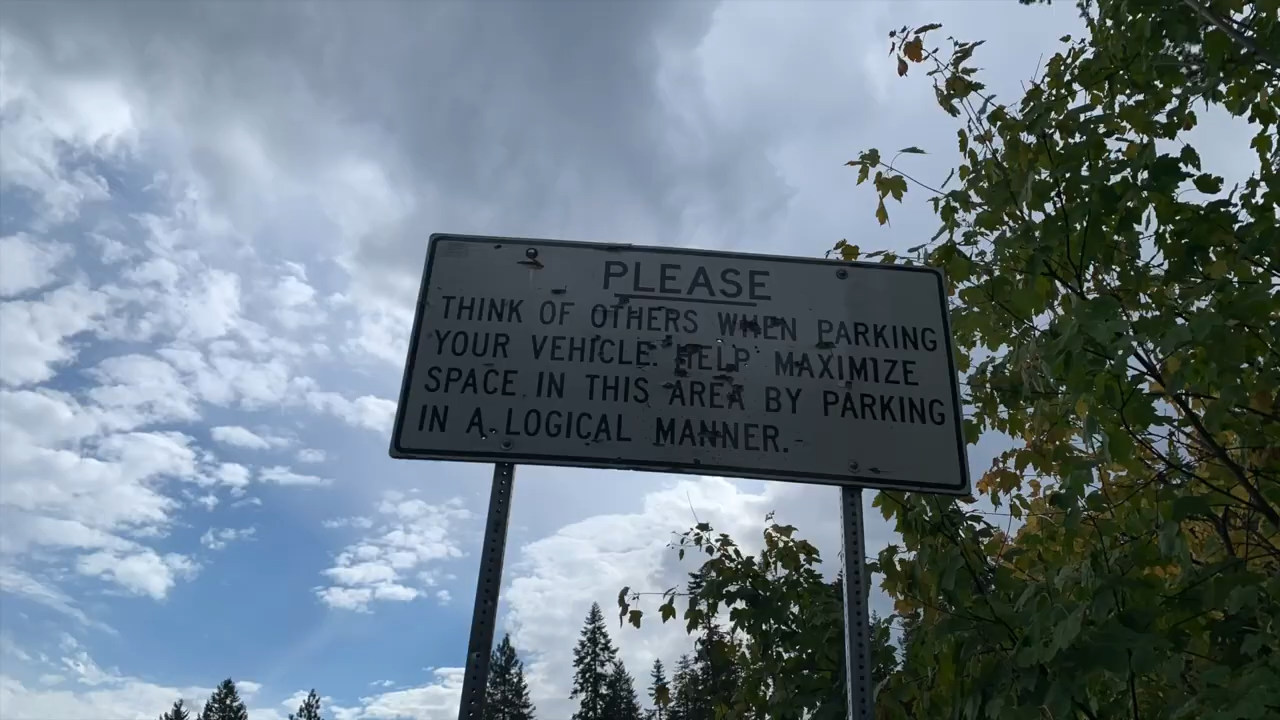 PLEASE
THINK OF OTHERS WHEN PARKING
YOUR VEHICLE. HELP MAXIMIZE
SPACE IN THIS AREA BY PARKING
IN A LOGICAL MANNER.